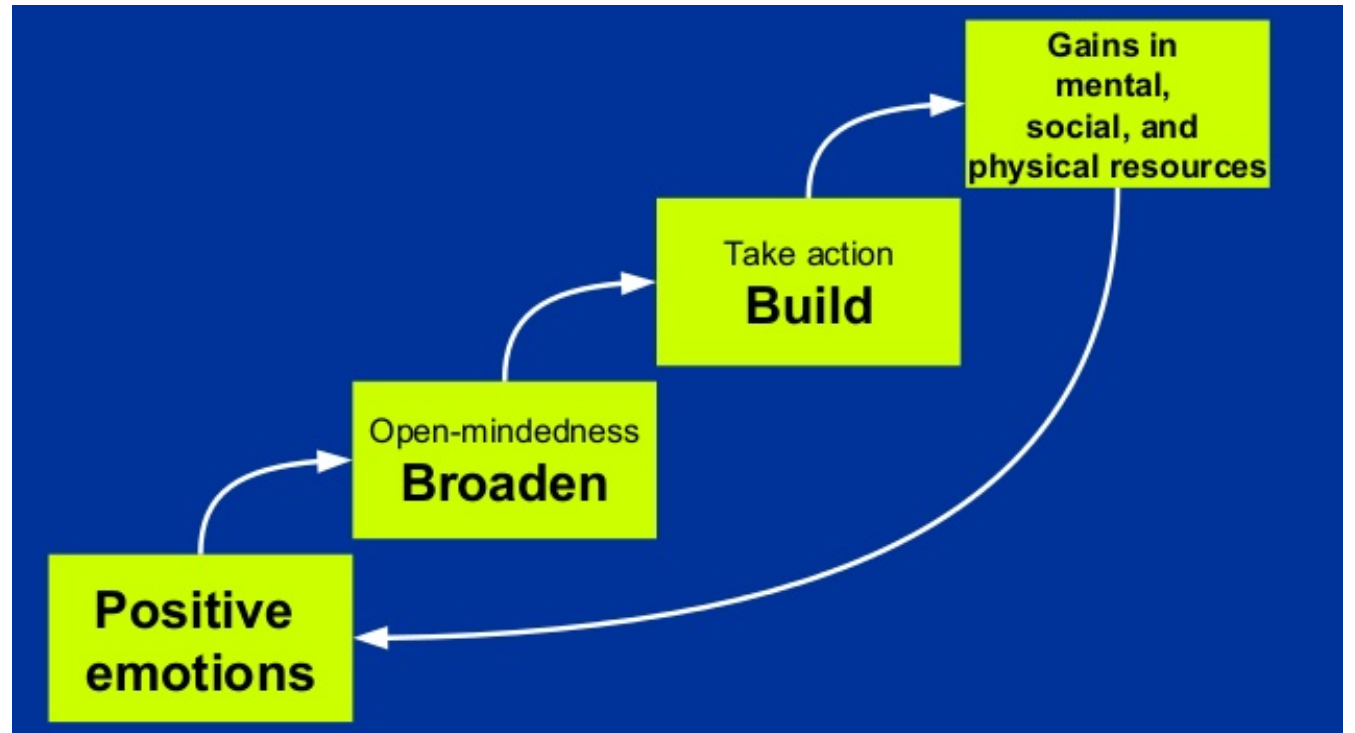 Gains in
mental,
social, and
physical resources
Take action
Build
Open-mindedness
Broaden
Positive
emotions